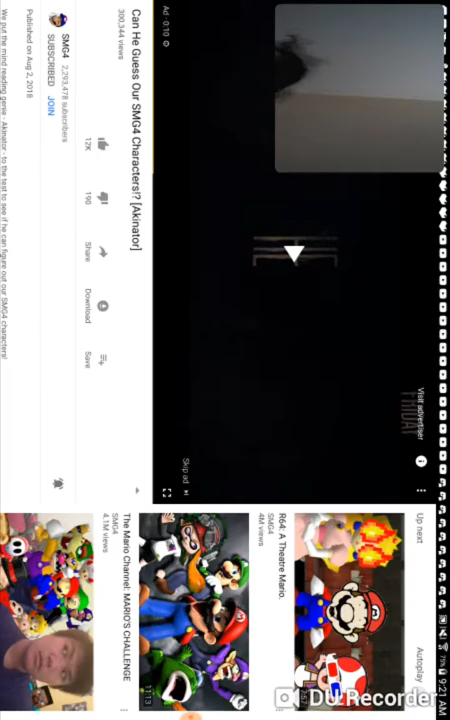 75% 9:21 AM
Visit advertiser
FRIDAY
Ad · 0:10
Skip ad
Can He Guess Our SMG4 Characters!? [Akinator]
300,344 views
12K
190
Share
Download
Save
SMG4 2,293,478 subscribers
SUBSCRIBED JOIN
Published on Aug 2, 2018
We put the mind reading genie - Akinator - to the test to see if he can figure out our SMG4 characters!
Up next
Autoplay
R64: A Theatre Mario.
SMG4
4M views
The Mario Channel: MARIO'S CHALLENGE
SMG4
4.1M views
11:13
DU Recorder